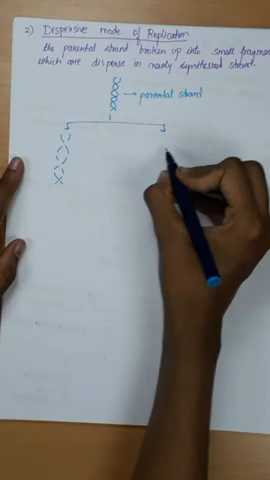 2) Dispersive mode of Replication
the parental strand broken up into small fragmen
which are disperse in newly synthesized strand.
parental strand